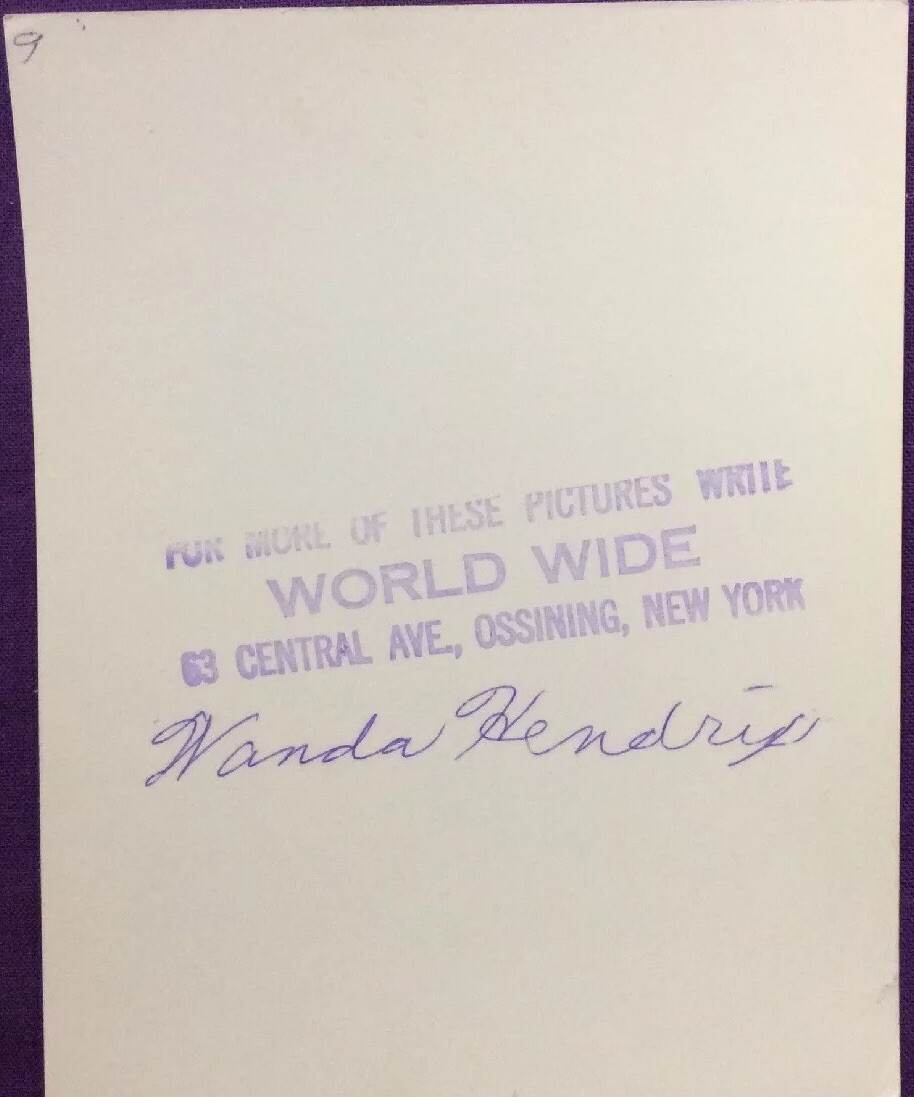 9
FOR MORE OF THESE PICTURES WRITE
WORLD WIDE
63 CENTRAL AVE., OSSINING, NEW YORK
Wanda Hendrix